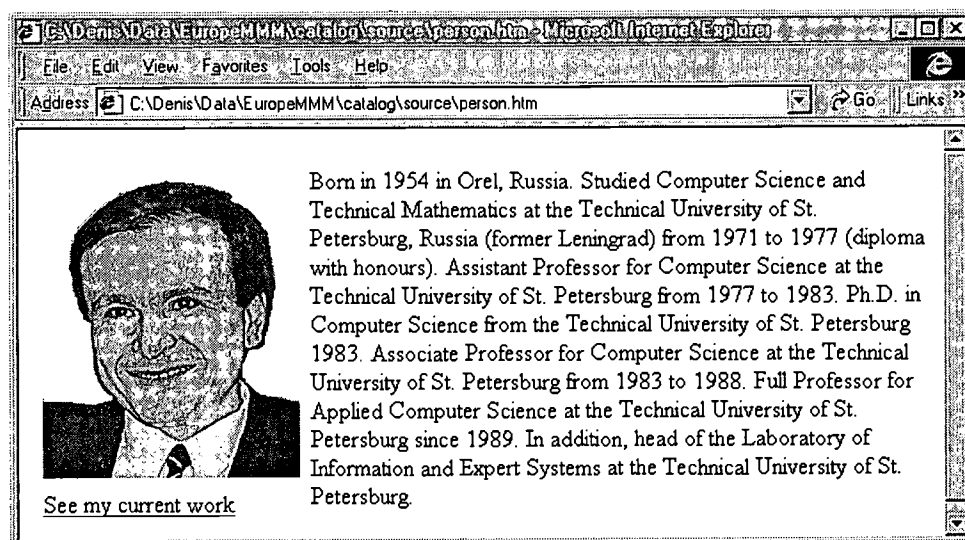 C:\Denis\Data\EuropeMMM\catalog\source\person.htm - Microsoft Internet Explorer
File Edit View Favorites Tools Help
Address C:\Denis\Data\EuropeMMM\catalog\source\person.htm Go Links »
Born in 1954 in Orel, Russia. Studied Computer Science and
Technical Mathematics at the Technical University of St.
Petersburg, Russia (former Leningrad) from 1971 to 1977 (diploma
with honours). Assistant Professor for Computer Science at the
Technical University of St. Petersburg from 1977 to 1983. Ph.D. in
Computer Science from the Technical University of St. Petersburg
1983. Associate Professor for Computer Science at the Technical
University of St. Petersburg from 1983 to 1988. Full Professor for
Applied Computer Science at the Technical University of St.
Petersburg since 1989. In addition, head of the Laboratory of
Information and Expert Systems at the Technical University of St.
Petersburg.
See my current work